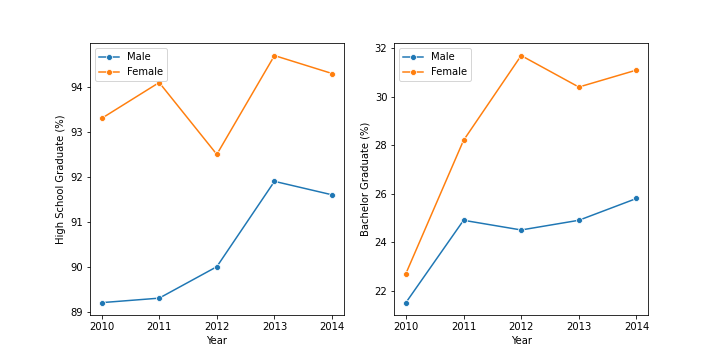 Male
Female
High School Graduate (%)
94
93
92
91
90
89
2010 2011 2012 2013 2014
Year
Male
Female
Bachelor Graduate (%)
32
30
28
26
24
22
2010 2011 2012 2013 2014
Year